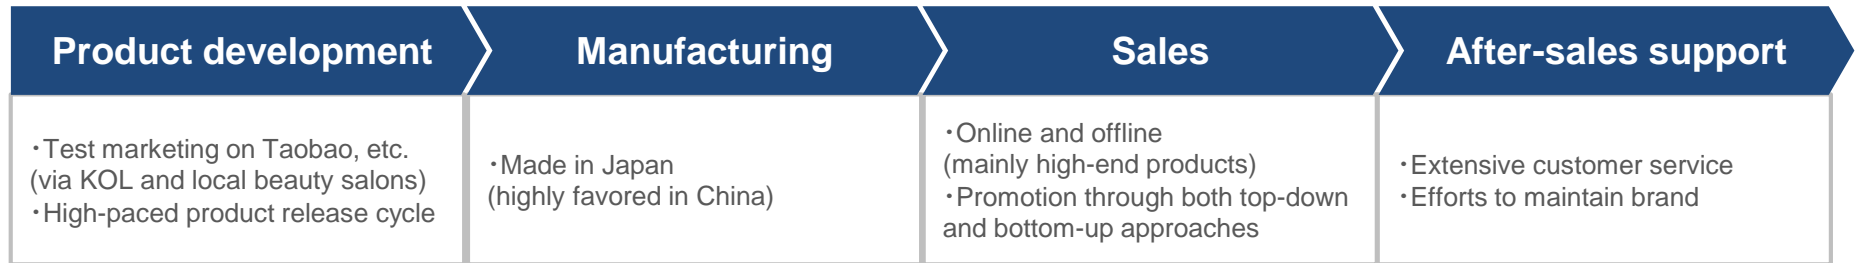 Product development
Manufacturing
Sales
After-sales support
・Test marketing on Taobao, etc.
(via KOL and local beauty salons)
・High-paced product release cycle
・Made in Japan
(highly favored in China)
・Online and offline
(mainly high-end products)
・Promotion through both top-down
and bottom-up approaches
・Extensive customer service
・Efforts to maintain brand